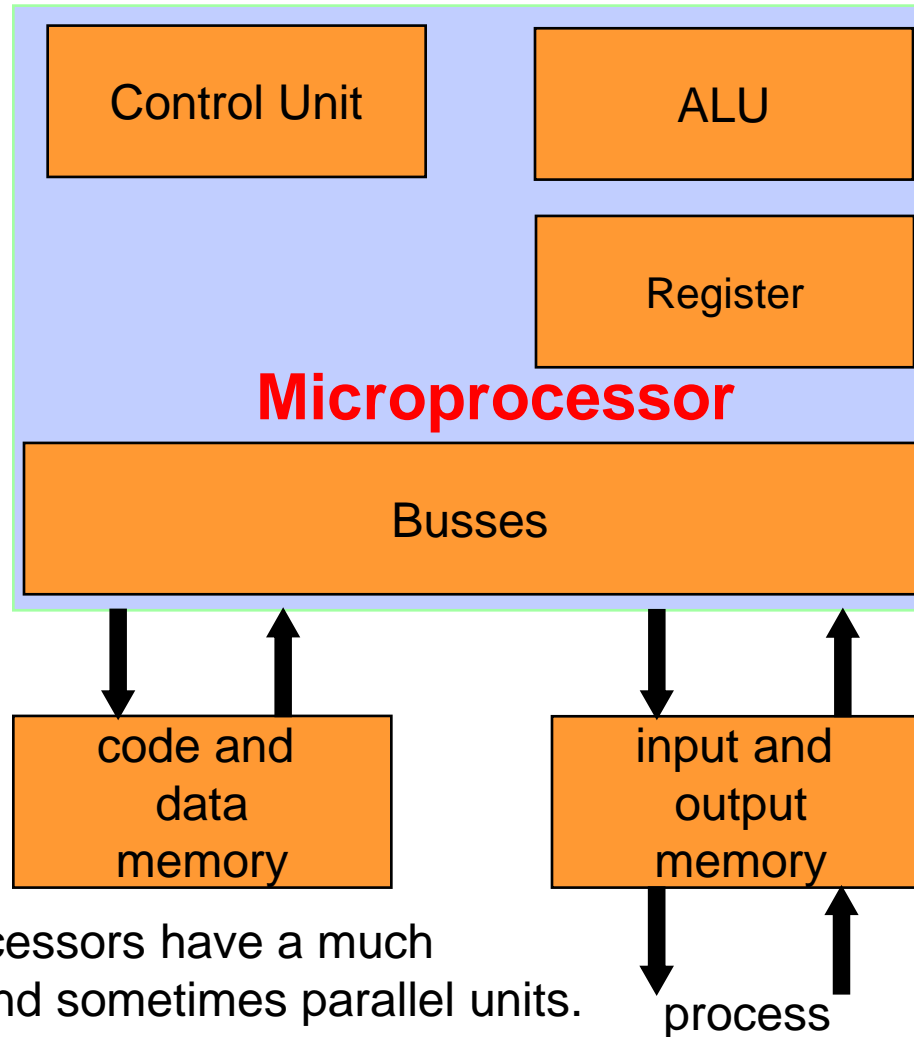 Control Unit
ALU
Register
Microprocessor
Busses
code and
data
memory
input and
output
memory
cessors have a much
nd sometimes parallel units.
process